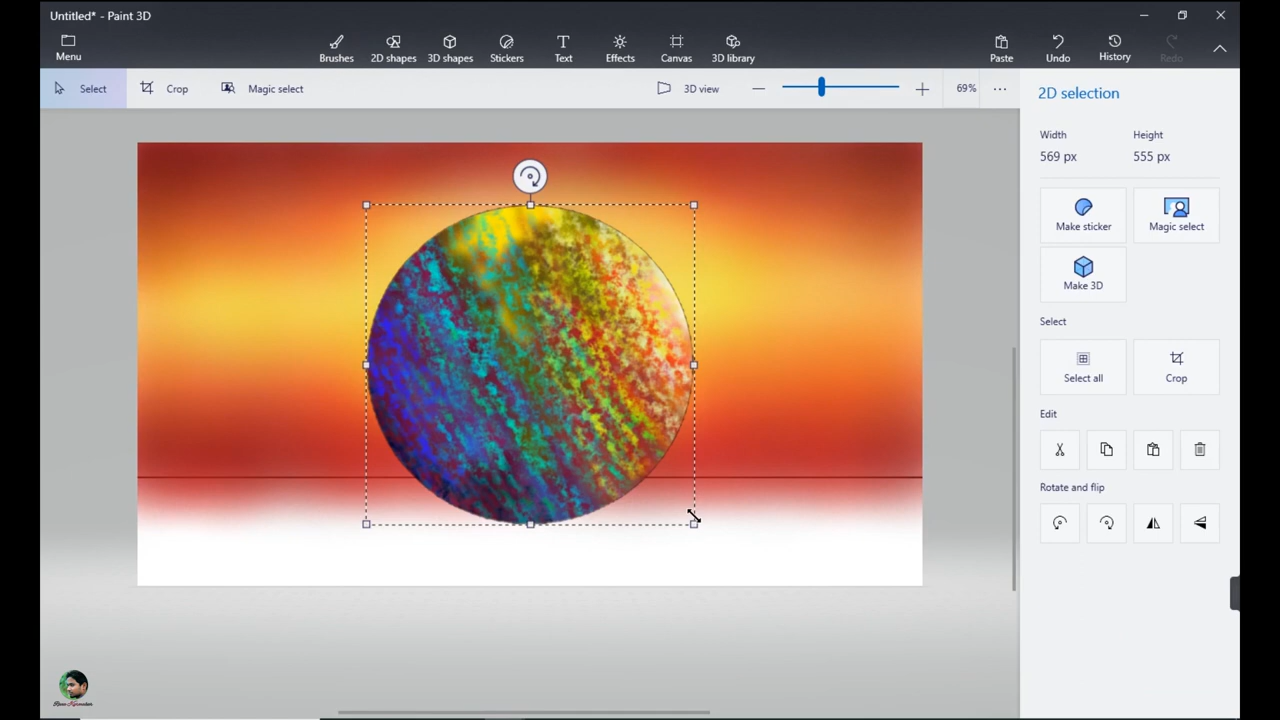 Untitled* - Paint 3D
Menu
Brushes
2D shapes
3D shapes
Stickers
Text
Effects
Canvas
3D library
Paste
Undo
History
Redo
Select
Crop
Magic select
3D view
69%
2D selection
Width
Height
569 px
555 px
Make sticker
Magic select
Make 3D
Select
Select all
Crop
Edit
Rotate and flip